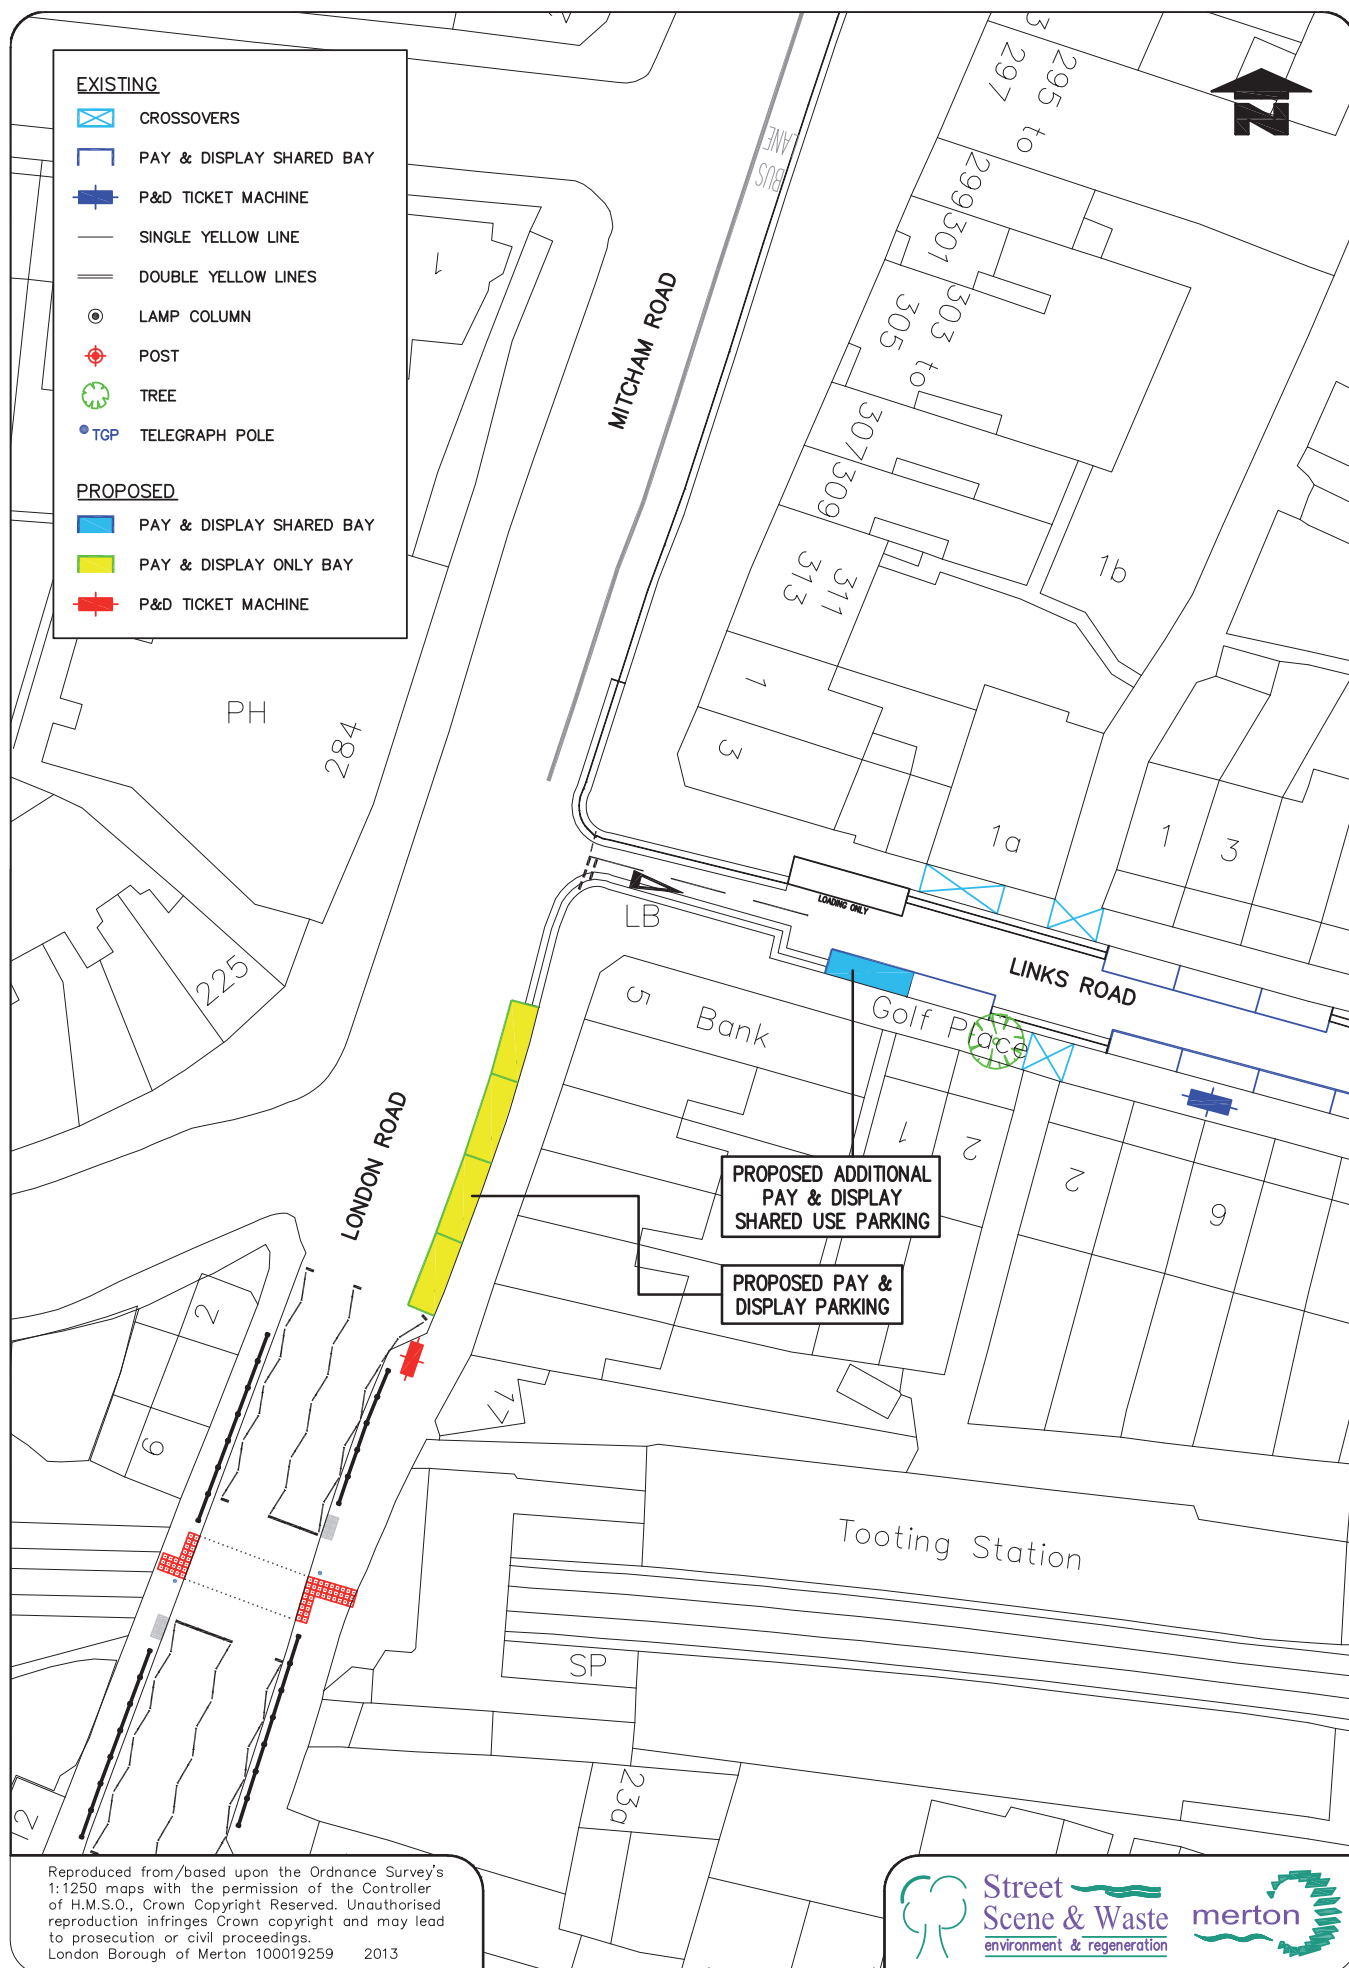 EXISTING
CROSSOVERS
PAY & DISPLAY SHARED BAY
P&D TICKET MACHINE
SINGLE YELLOW LINE
DOUBLE YELLOW LINES
LAMP COLUMN
POST
TREE
TGP TELEGRAPH POLE
PROPOSED
PAY & DISPLAY SHARED BAY
PAY & DISPLAY ONLY BAY
P&D TICKET MACHINE
N
BUS
LANE
MITCHAM ROAD
3
295 to
297
299
301
303 to
305
307
309
311
313
1
3
1
1b
1a
1
3
PH
284
225
LB
LOADING ONLY
LINKS ROAD
5
Bank
Golf Place
1
2
2
6
LONDON ROAD
PROPOSED ADDITIONAL
PAY & DISPLAY
SHARED USE PARKING
PROPOSED PAY &
DISPLAY PARKING
2
6
17
Tooting Station
SP
23a
12
Reproduced from/based upon the Ordnance Survey's
1:1250 maps with the permission of the Controller
of H.M.S.O., Crown Copyright Reserved. Unauthorised
reproduction infringes Crown copyright and may lead
to prosecution or civil proceedings.
London Borough of Merton 100019259 2013
Street
Scene & Waste
environment & regeneration
merton